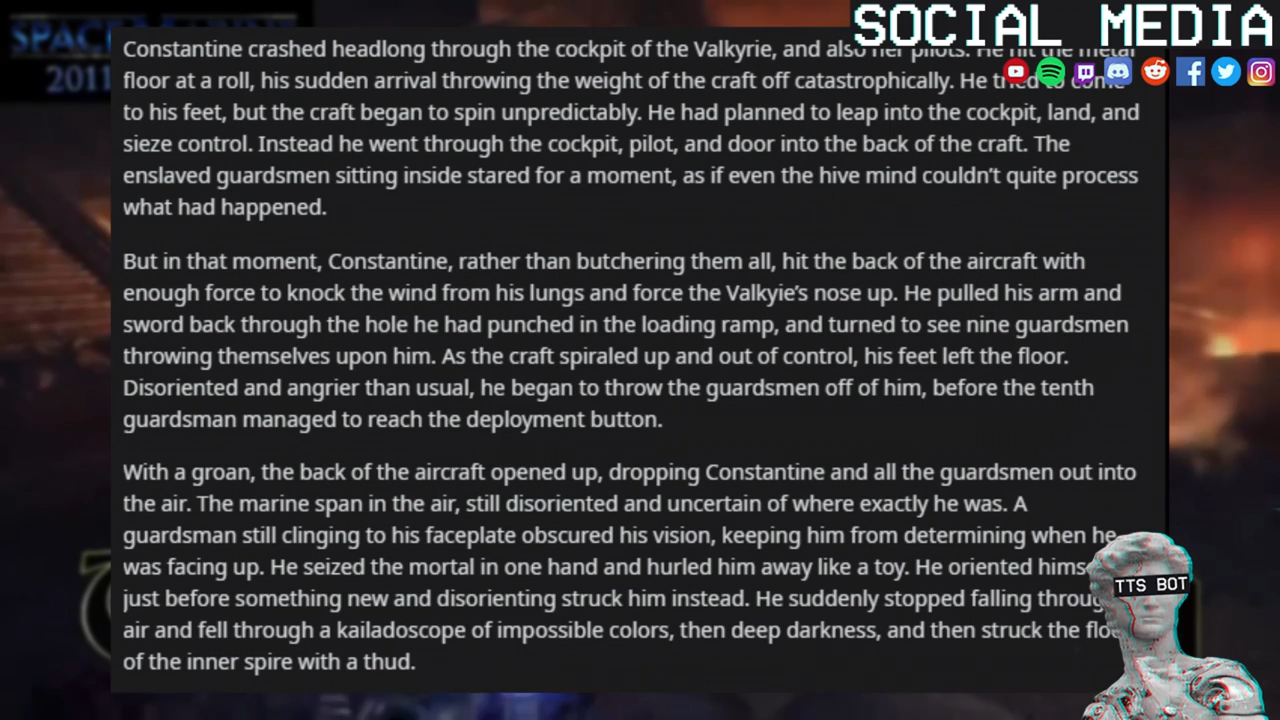 SPACE MARINE
SOCIAL MEDIA
2011
Constantine crashed headlong through the cockpit of the Valkyrie, and also her pilots. He hit the metal
floor at a roll, his sudden arrival throwing the weight of the craft off catastrophically. He tried to come
to his feet, but the craft began to spin unpredictably. He had planned to leap into the cockpit, land, and
sieze control. Instead he went through the cockpit, pilot, and door into the back of the craft. The
enslaved guardsmen sitting inside stared for a moment, as if even the hive mind couldn't quite process
what had happened.
But in that moment, Constantine, rather than butchering them all, hit the back of the aircraft with
enough force to knock the wind from his lungs and force the Valkyie's nose up. He pulled his arm and
sword back through the hole he had punched in the loading ramp, and turned to see nine guardsmen
throwing themselves upon him. As the craft spiraled up and out of control, his feet left the floor.
Disoriented and angrier than usual, he began to throw the guardsmen off of him, before the tenth
guardsman managed to reach the deployment button.
With a groan, the back of the aircraft opened up, dropping Constantine and all the guardsmen out into
the air. The marine span in the air, still disoriented and uncertain of where exactly he was. A
guardsman still clinging to his faceplate obscured his vision, keeping him from determining when he
was facing up. He seized the mortal in one hand and hurled him away like a toy. He oriented hims
just before something new and disorienting struck him instead. He suddenly stopped falling throug
air and fell through a kailadoscope of impossible colors, then deep darkness, and then struck the floo
of the inner spire with a thud.
TTS BOT